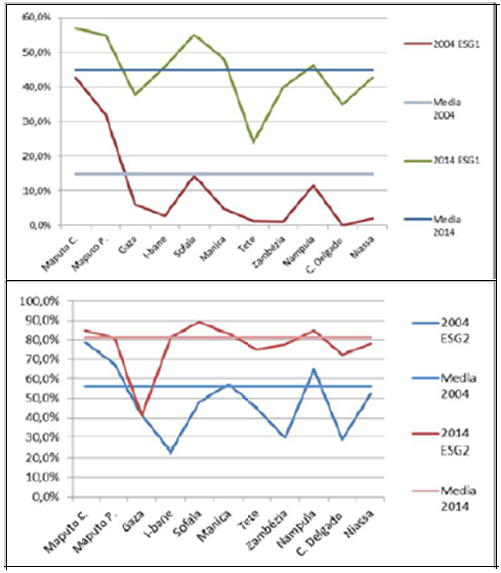 60,0%
50,0%
40,0%
30,0%
20,0%
10,0%
0,0%
Maputo C.
Maputo P.
Gaza
I-bane
Sofala
Manica
Tete
Zambézia
Nampula
C. Delgado
Niassa
2004 ESG1
Media
2004
2014 ESG1
Media
2014
100,0%
90,0%
80,0%
70,0%
60,0%
50,0%
40,0%
30,0%
20,0%
10,0%
0,0%
Maputo C.
Maputo P.
Gaza
I-bane
Sofala
Manica
Tete
Zambézia
Nampula
C. Delgado
Niassa
2004
ESG2
Media
2004
2014
ESG2
Media
2014